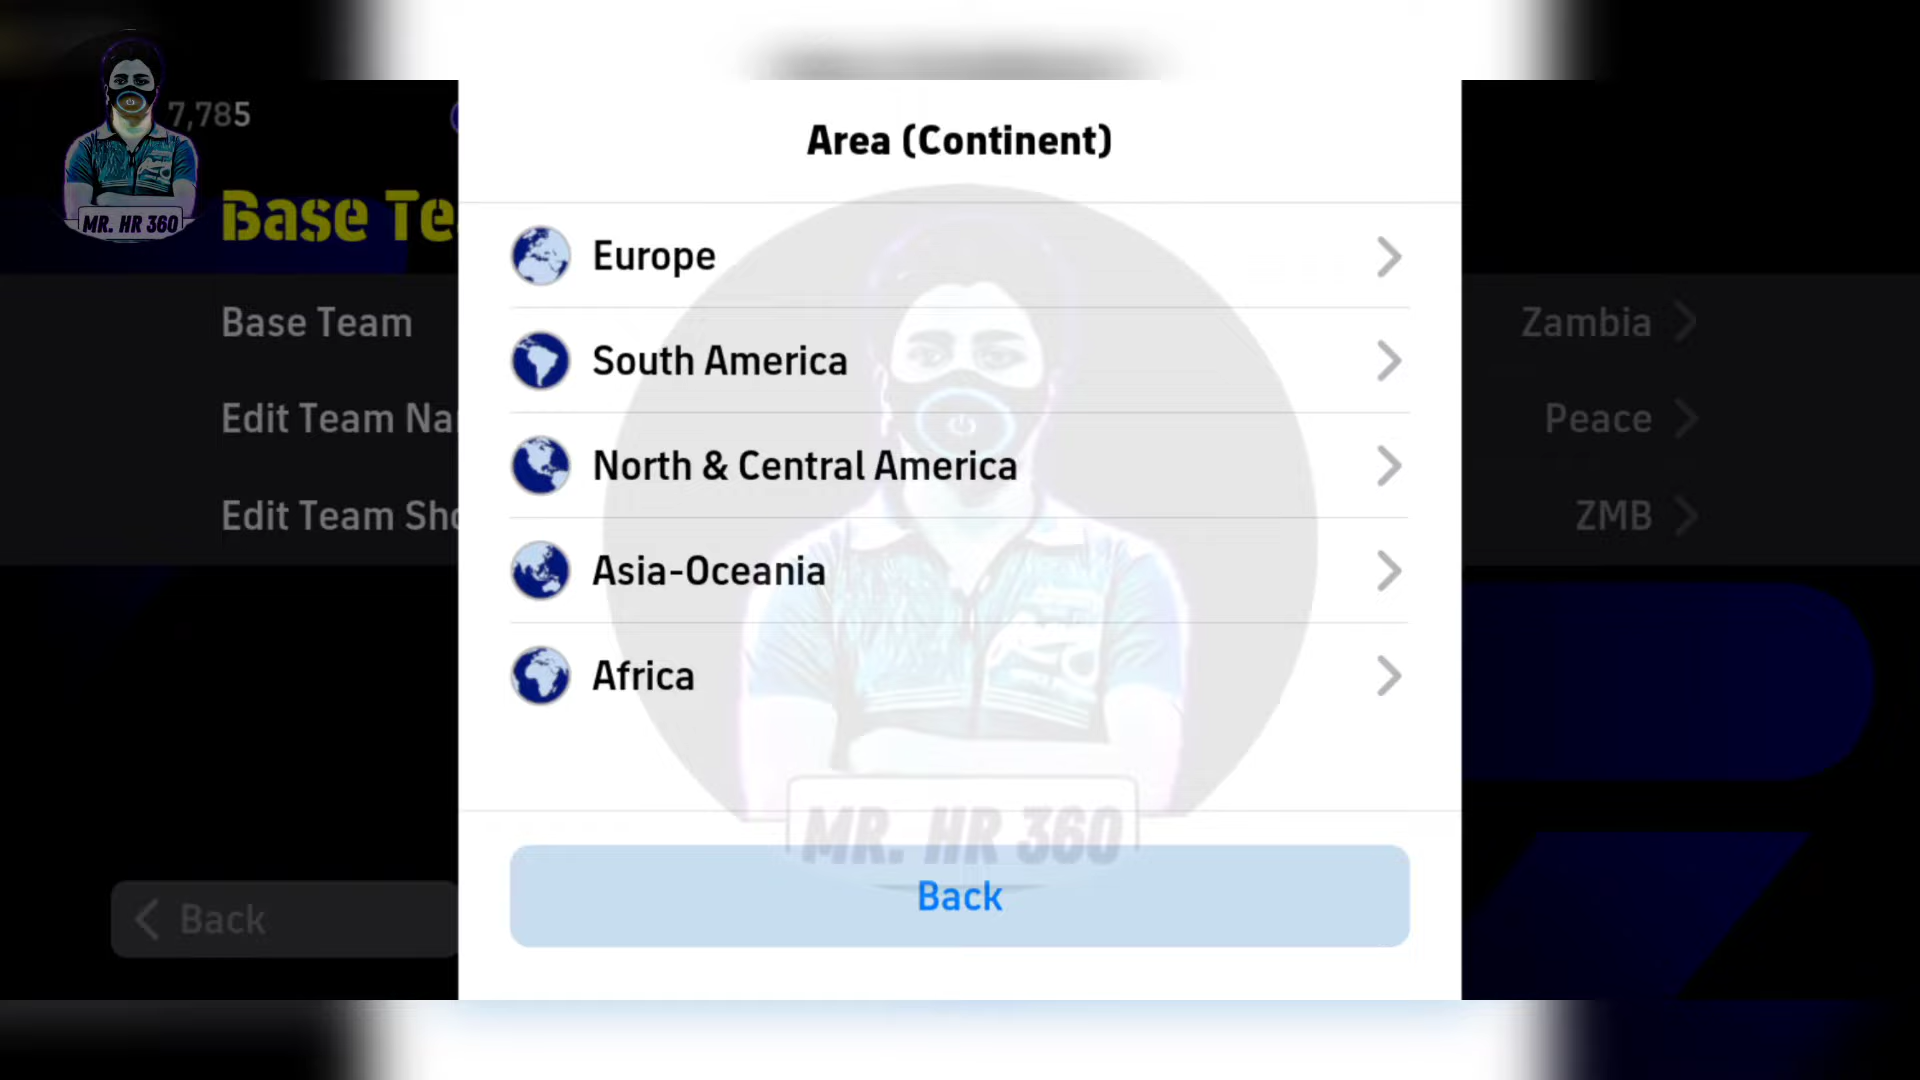 7,785
MR. HR 360
Base Te
Base Team
Zambia
Edit Team Na
Peace
Edit Team Sho
ZMB
Back
Area (Continent)
Europe
South America
North & Central America
Asia-Oceania
Africa
MR. HR 360
Back